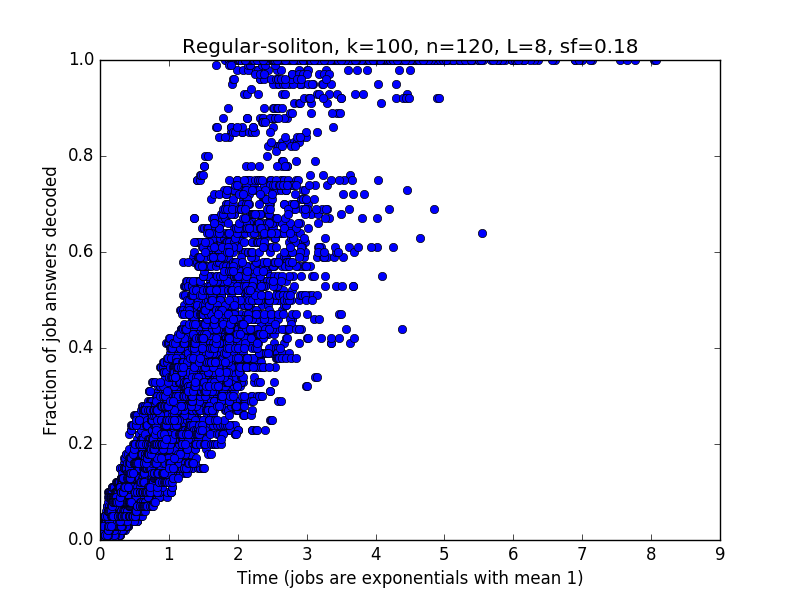 Regular-soliton, k=100, n=120, L=8, sf=0.18
1.0
0.8
0.6
0.4
0.2
0.0
Fraction of job answers decoded
0 1 2 3 4 5 6 7 8 9
Time (jobs are exponentials with mean 1)